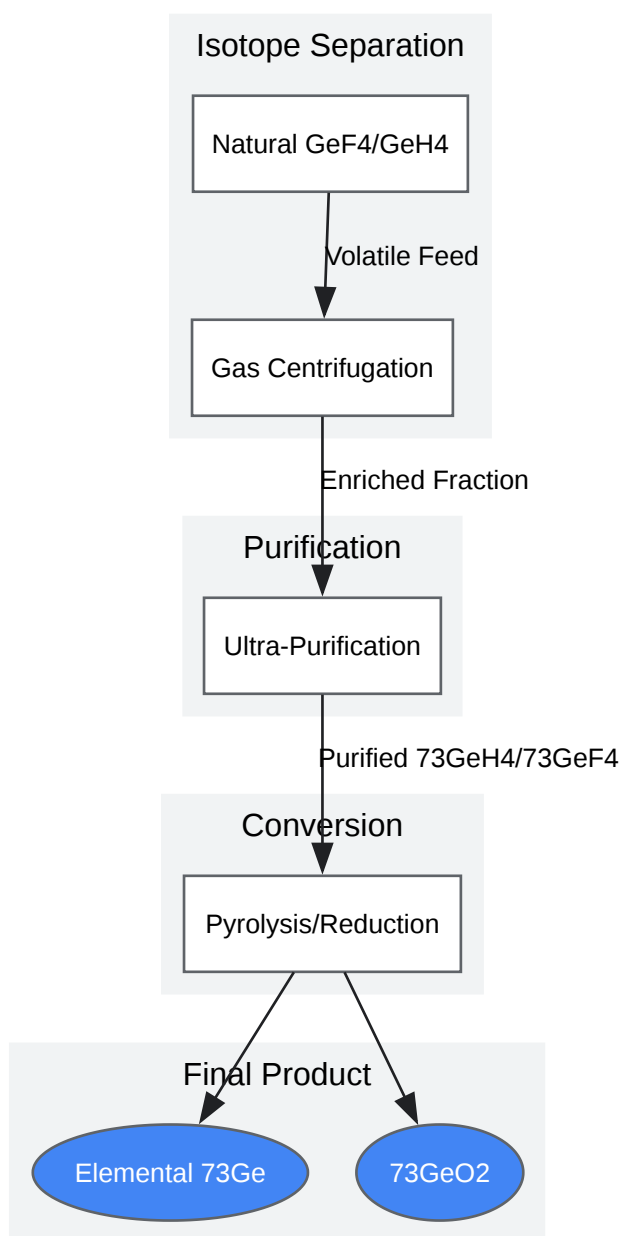 Isotope Separation
Natural GeF4/GeH4
Volatile Feed
Gas Centrifugation
Enriched Fraction
Purification
Ultra-Purification
Purified 73GeH4/73GeF4
Conversion
Pyrolysis/Reduction
Final Product
Elemental 73Ge
73GeO2